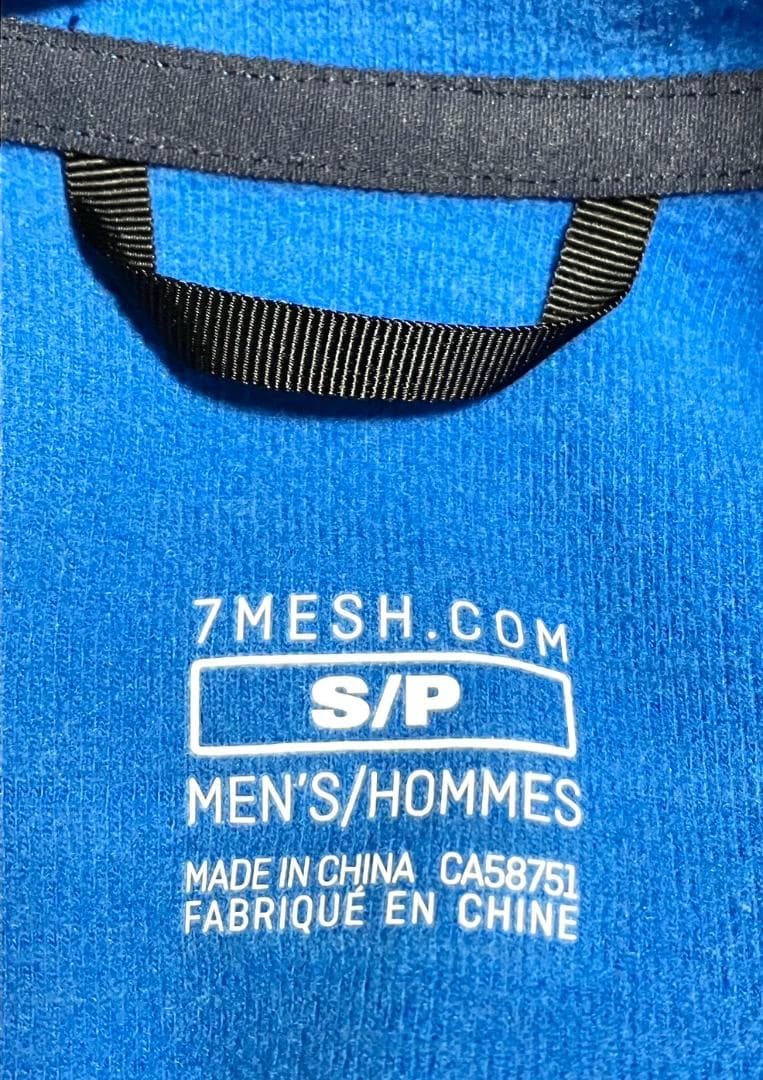 7MESH.COM
S/P
MEN'S/HOMMES
MADE IN CHINA CA58751
FABRIQUÉ EN CHINE